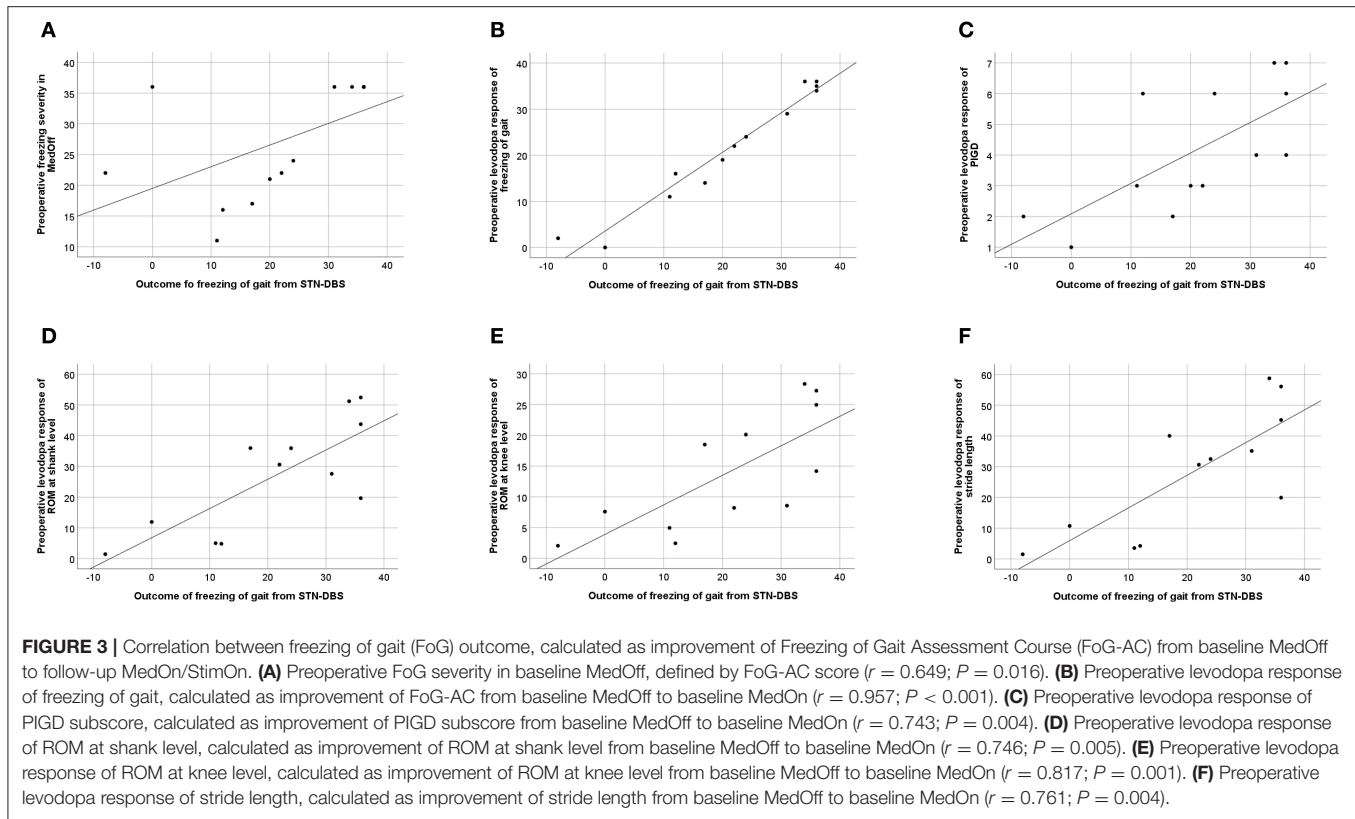 A
Preoperative freezing severity in
MedOff
40
35
30
25
20
15
10
-10 0 10 20 30 40
Outcome fo freezing of gait from STN-DBS
B
Preoperative levodopa response of
freezing of gait
40
30
20
10
0
-10 0 10 20 30 40
Outcome of freezing of gait from STN-DBS
C
Preoperative levodopa response of
PIGD
7
6
5
4
3
2
1
-10 0 10 20 30 40
Outcome of freezing of gait from STN-DBS
D
Preoperative levodopa response of
ROM at shank level
60
50
40
30
20
10
0
-10 0 10 20 30 40
Outcome of freezing of gait from STN-DBS
E
Preoperative levodopa response of
ROM at knee level
30
25
20
15
10
5
0
-10 0 10 20 30 40
Outcome of freezing of gait from STN-DBS
F
Preoperative levodopa response of
stride length
60
50
40
30
20
10
0
-10 0 10 20 30 40
Outcome of freezing of gait from STN-DBS
FIGURE 3 | Correlation between freezing of gait (FoG) outcome, calculated as improvement of Freezing of Gait Assessment Course (FoG-AC) from baseline MedOff
to follow-up MedOn/StimOn. (A) Preoperative FoG severity in baseline MedOff, defined by FoG-AC score (r = 0.649; P = 0.016). (B) Preoperative levodopa response
of freezing of gait, calculated as improvement of FoG-AC from baseline MedOff to baseline MedOn (r = 0.957; P < 0.001). (C) Preoperative levodopa response of
PIGD subscore, calculated as improvement of PIGD subscore from baseline MedOff to baseline MedOn (r = 0.743; P = 0.004). (D) Preoperative levodopa response
of ROM at shank level, calculated as improvement of ROM at shank level from baseline MedOff to baseline MedOn (r = 0.746; P = 0.005). (E) Preoperative levodopa
response of ROM at knee level, calculated as improvement of ROM at knee level from baseline MedOff to baseline MedOn (r = 0.817; P = 0.001). (F) Preoperative
levodopa response of stride length, calculated as improvement of stride length from baseline MedOff to baseline MedOn (r = 0.761; P = 0.004).